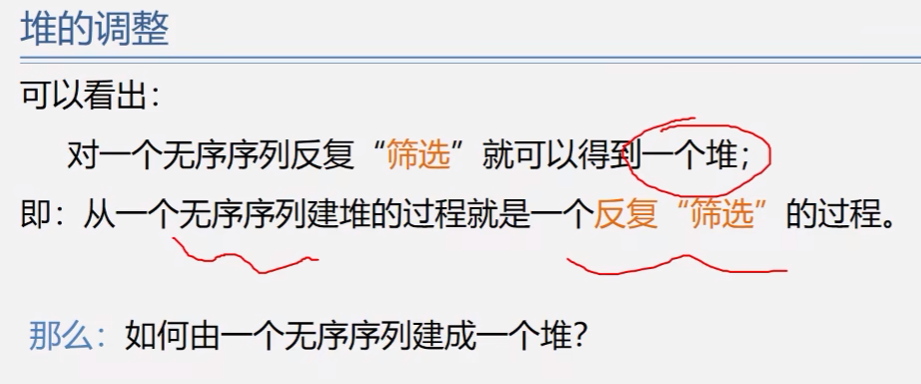 堆的调整
可以看出：
对一个无序序列反复“筛选”就可以得到一个堆；
即：从一个无序序列建堆的过程就是一个反复“筛选”的过程。
那么：如何由一个无序序列建成一个堆？